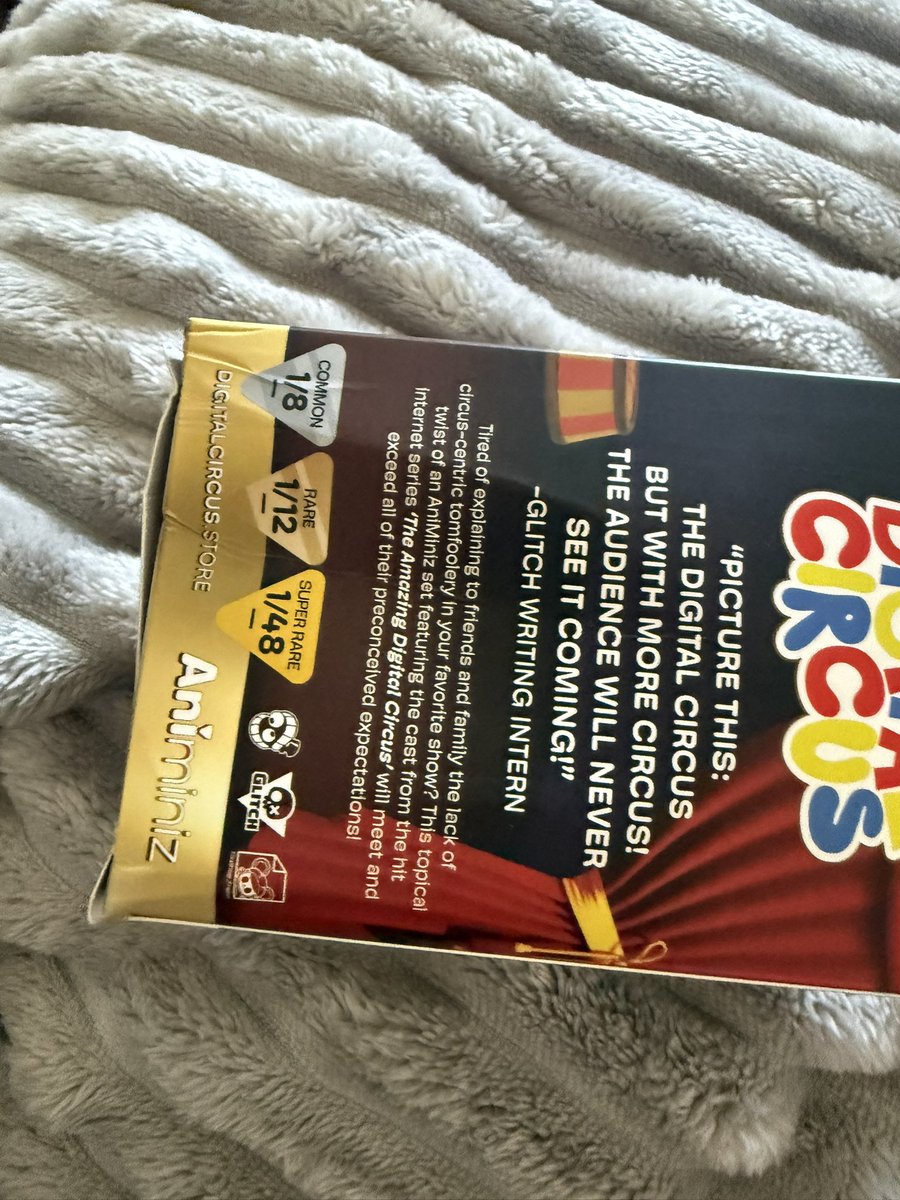 DIGITAL
CIRCUS
"PICTURE THIS:
THE DIGITAL CIRCUS
BUT WITH MORE CIRCUS!
THE AUDIENCE WILL NEVER
SEE IT COMING!"
-GLITCH WRITING INTERN
Tired of explaining to friends and family the lack of
circus-centric tomfoolery in your favorite show? This topical
twist of an AniMiniz set featuring the cast from the hit
internet series 'The Amazing Digital Circus' will meet and
exceed all of their preconceived expectations!
COMMON
1/8
RARE
1/12
SUPER RARE
1/48
GLITCH
DIGITALCIRCUS.STORE
Animiniz